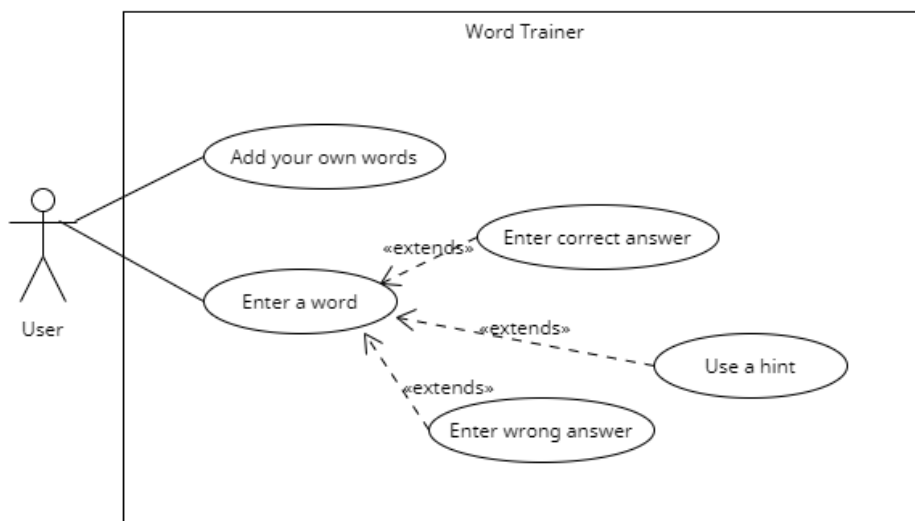 Word Trainer
Add your own words
Enter correct answer
«extends»
Enter a word
User
«extends»
Use a hint
«extends»
Enter wrong answer